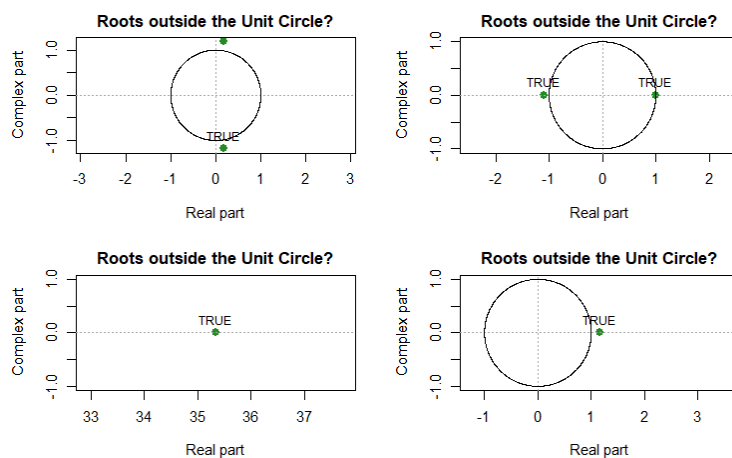 Roots outside the Unit Circle?
Complex part
1.0
0.0
-1.0
TRUE
-3 -2 -1 0 1 2 3
Real part
Roots outside the Unit Circle?
Complex part
1.0
0.0
-1.0
TRUE TRUE
-2 -1 0 1 2
Real part
Roots outside the Unit Circle?
Complex part
1.0
0.0
-1.0
TRUE
33 34 35 36 37
Real part
Roots outside the Unit Circle?
Complex part
1.0
0.0
-1.0
TRUE
-1 0 1 2 3
Real part